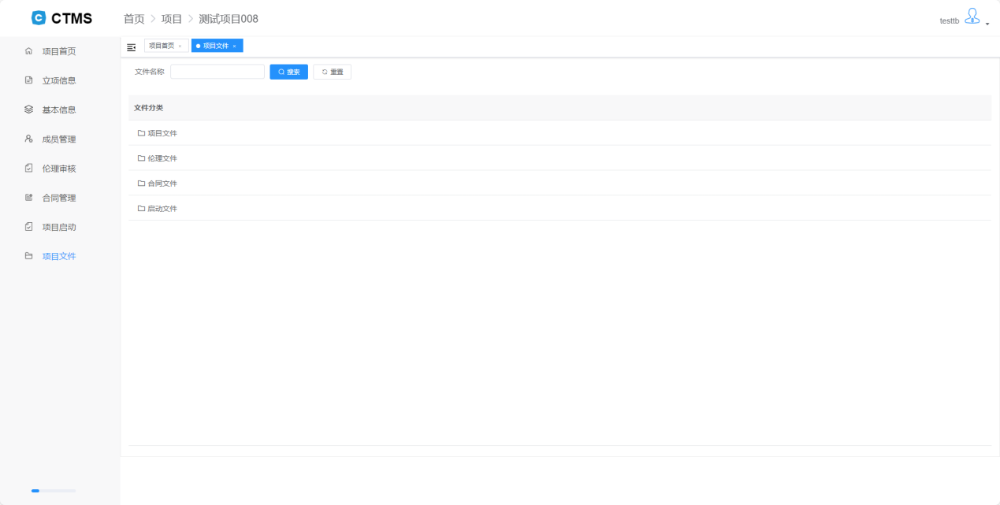 CTMS
首页 > 项目 > 测试项目008
testtb
项目首页
立项信息
基本信息
成员管理
伦理审核
合同管理
项目启动
项目文件
项目首页 ×
项目文件 ×
文件名称
搜索
重置
文件分类
项目文件
伦理文件
合同文件
启动文件